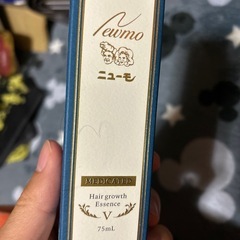 Newmo
ニューモ
MEDICATED
Hair growth
Essence
V
75mL